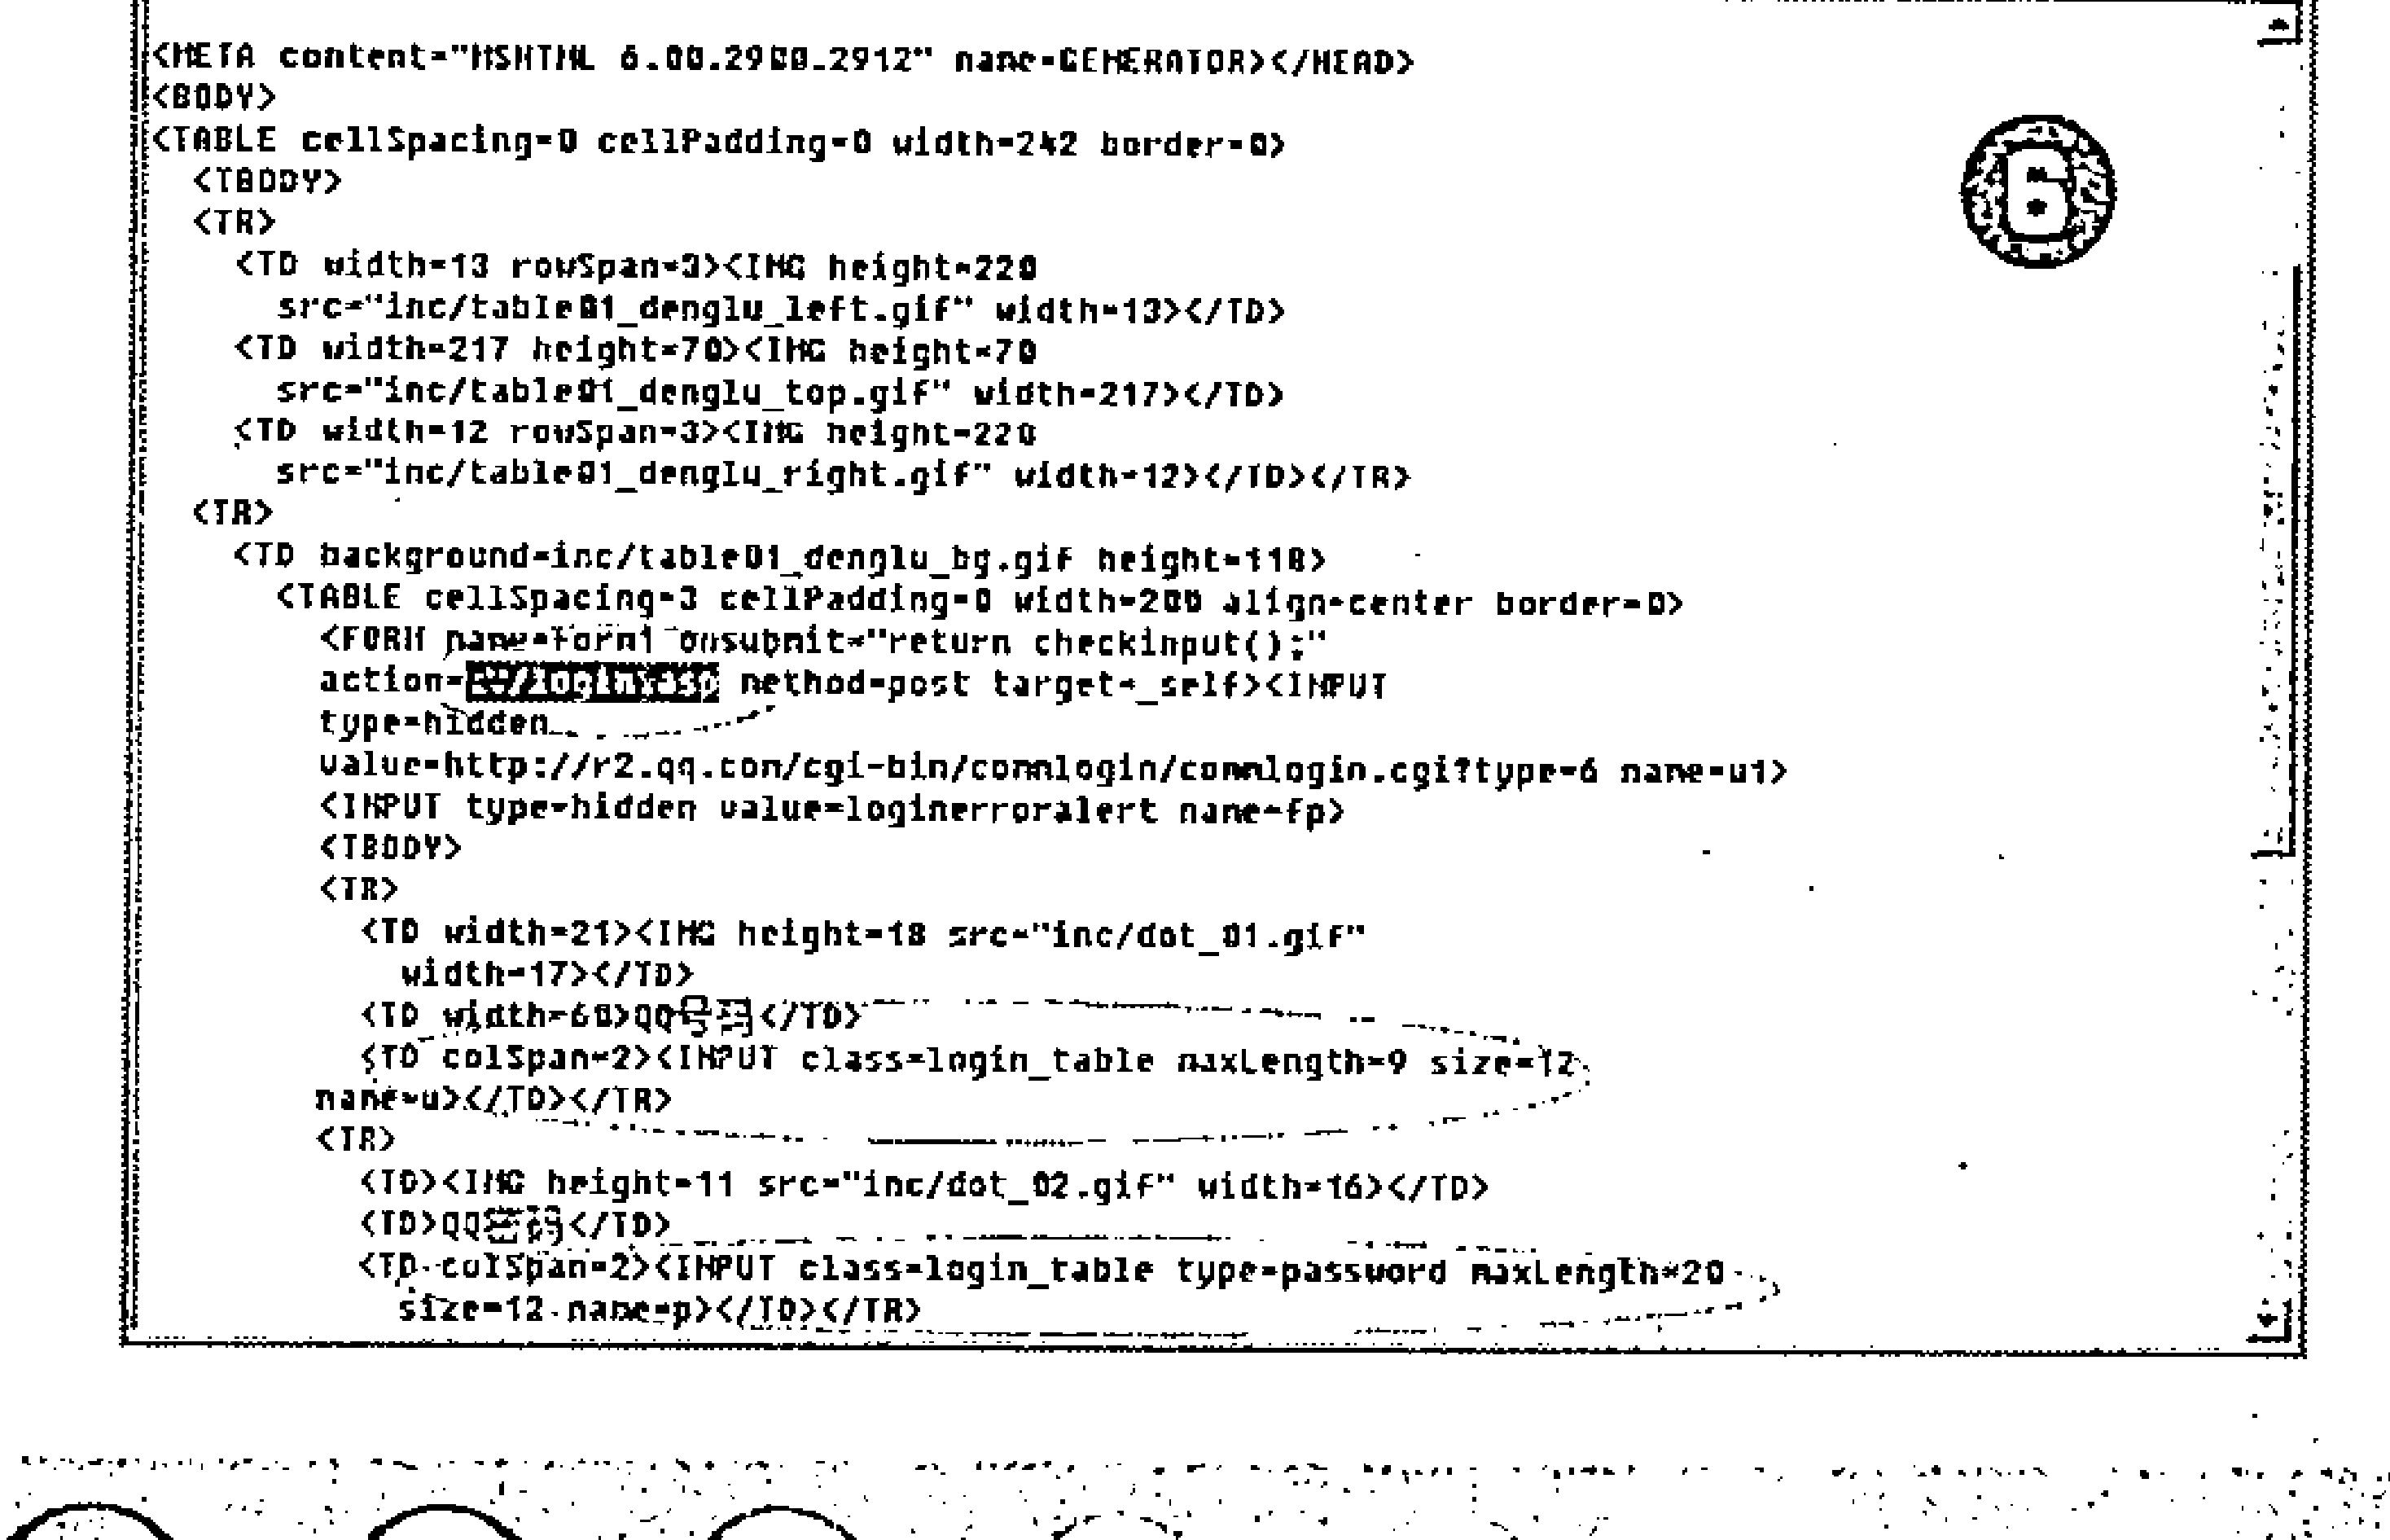 <META content="MSHTML 6.00.2900.2912" name=GENERATOR></HEAD>
<BODY>
<TABLE cellSpacing=0 cellPadding=0 width=242 border=0>
<TBODY>
<TR>
<TD width=13 rowSpan=3><IMG height=220
src="inc/table01_denglu_left.gif" width=13></TD>
<TD width=217 height=70><IMG height=70
src="inc/table01_denglu_top.gif" width=217></TD>
<TD width=12 rowSpan=3><IMG height=220
src="inc/table01_denglu_right.gif" width=12></TD></TR>
<TR>
<TD background=inc/table01_denglu_bg.gif height=118>
<TABLE cellSpacing=3 cellPadding=0 width=200 align=center border=0>
<FORM name=form1 onsubmit="return checkinput();"
action= method=post target=_self><INPUT
type=hidden
value=http://r2.qq.com/cgi-bin/commlogin/commlogin.cgi?type=6 name=u1>
<INPUT type=hidden value=loginerroralert name=fp>
<TBODY>
<TR>
<TD width=21><IMG height=18 src="inc/dot_01.gif"
width=17></TD>
<TD width=60>QQ号码</TD>
<TD colSpan=2><INPUT class=login_table maxLength=9 size=12
name=u></TD></TR>
<TR>
<TD><IMG height=11 src="inc/dot_02.gif" width=16></TD>
<TD>QQ密码</TD>
<TD colSpan=2><INPUT class=login_table type=password maxLength=20
size=12 name=p></TD></TR>
6